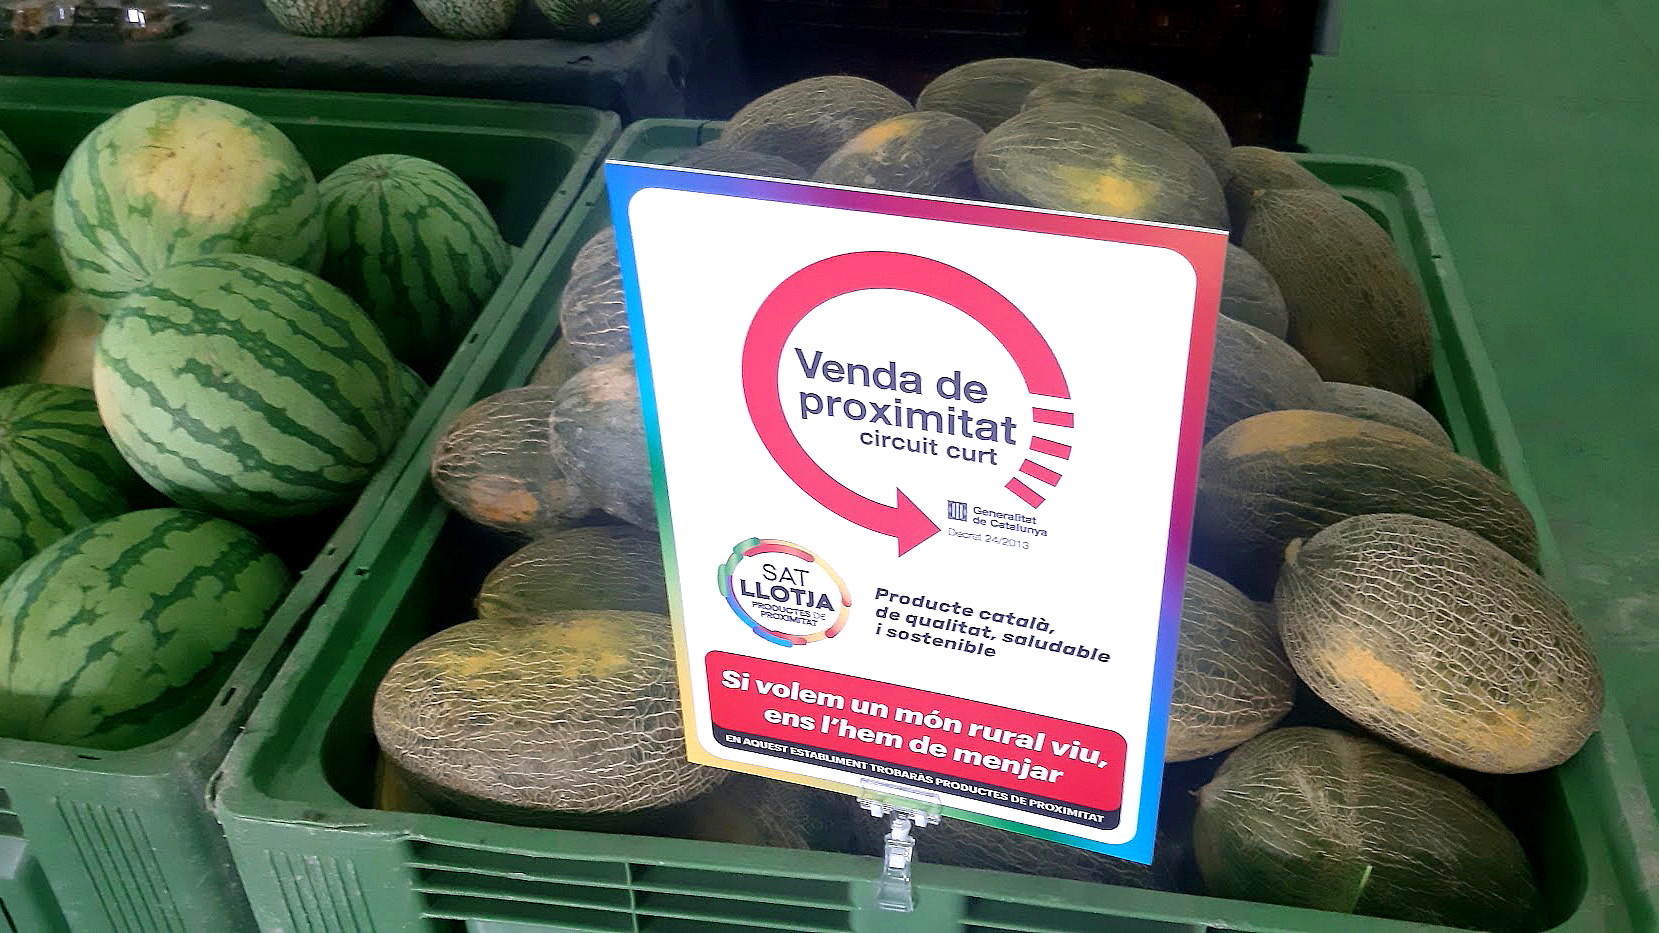 Venda de
proximitat
circuit curt
Generalitat
de Catalunya
Decret 24/2013
SAT
LLOTJA
PRODUCTES DE
PROXIMITAT
Producte català,
de qualitat, saludable
i sostenible
Si volem un món rural viu,
ens l'hem de menjar
EN AQUEST ESTABLIMENT TROBARÀS PRODUCTES DE PROXIMITAT